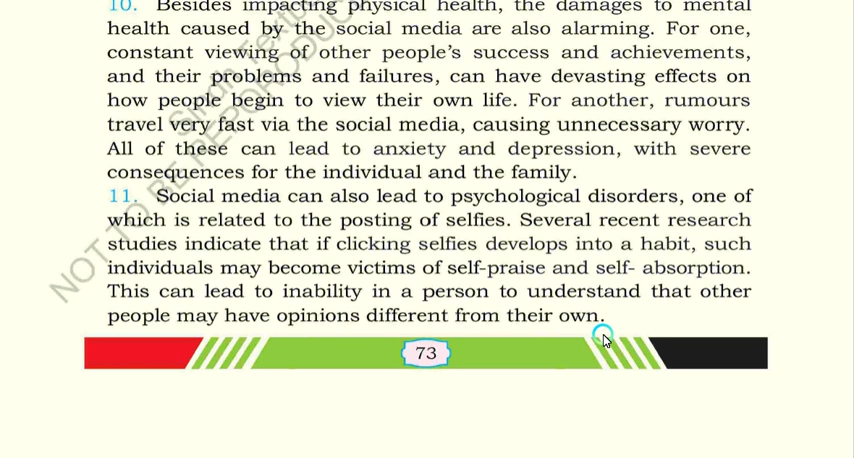 10. Besides impacting physical health, the damages to mental
health caused by the social media are also alarming. For one,
constant viewing of other people's success and achievements,
and their problems and failures, can have devasting effects on
how people begin to view their own life. For another, rumours
travel very fast via the social media, causing unnecessary worry.
All of these can lead to anxiety and depression, with severe
consequences for the individual and the family.
11. Social media can also lead to psychological disorders, one of
which is related to the posting of selfies. Several recent research
studies indicate that if clicking selfies develops into a habit, such
individuals may become victims of self-praise and self- absorption.
This can lead to inability in a person to understand that other
people may have opinions different from their own.
73
NOT TO BE